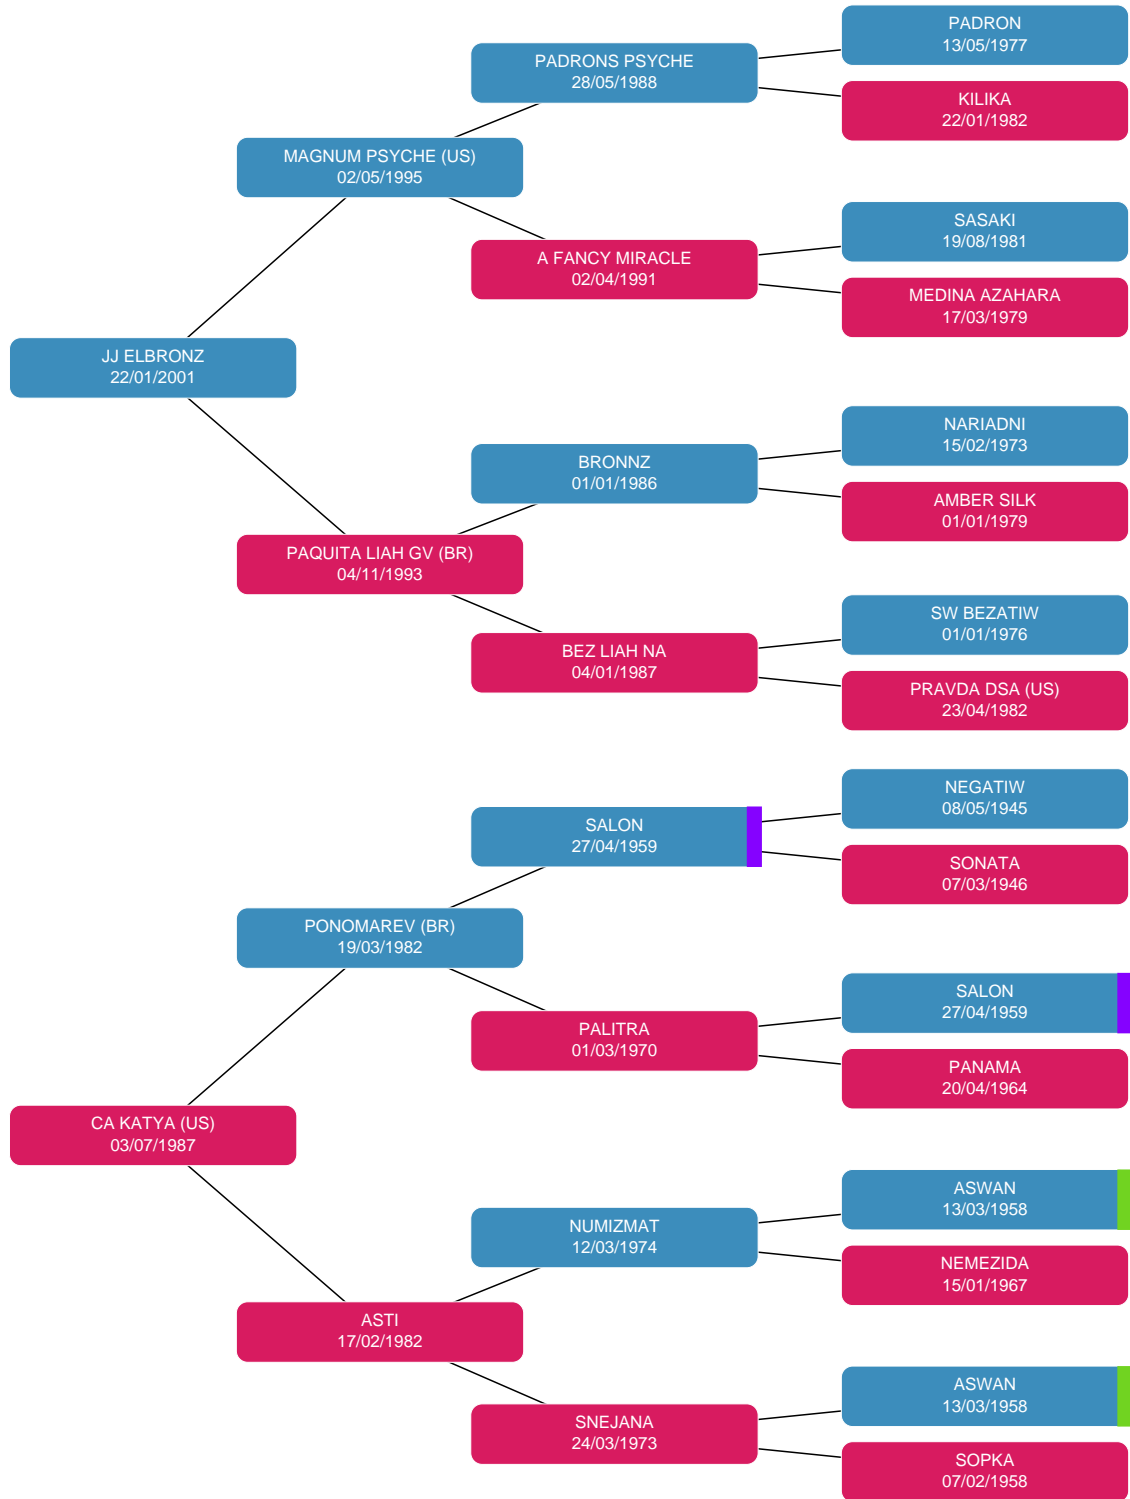 PADRON
13/05/1977
PADRONS PSYCHE
28/05/1988
KILIKA
22/01/1982
MAGNUM PSYCHE (US)
02/05/1995
SASAKI
19/08/1981
A FANCY MIRACLE
02/04/1991
MEDINA AZAHARA
17/03/1979
JJ ELBRONZ
22/01/2001
NARIADNI
15/02/1973
BRONNZ
01/01/1986
AMBER SILK
01/01/1979
PAQUITA LIAH GV (BR)
04/11/1993
SW BEZATIW
01/01/1976
BEZ LIAH NA
04/01/1987
PRAVDA DSA (US)
23/04/1982
NEGATIW
08/05/1945
SALON
27/04/1959
SONATA
07/03/1946
PONOMAREV (BR)
19/03/1982
SALON
27/04/1959
PALITRA
01/03/1970
PANAMA
20/04/1964
CA KATYA (US)
03/07/1987
ASWAN
13/03/1958
NUMIZMAT
12/03/1974
NEMEZIDA
15/01/1967
ASTI
17/02/1982
ASWAN
13/03/1958
SNEJANA
24/03/1973
SOPKA
07/02/1958